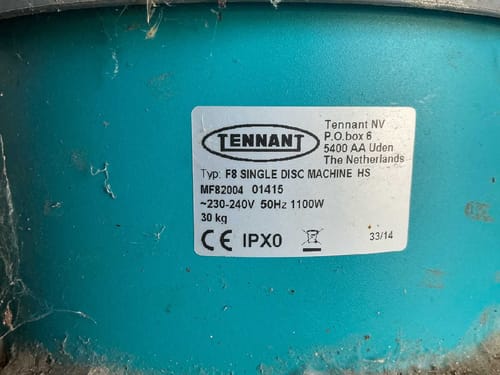 TENNANT
Tennant NV
P.O.box 6
5400 AA Uden
The Netherlands
Typ: F8 SINGLE DISC MACHINE HS
MF82004 01415
~230-240V 50Hz 1100W
30 kg
CE IPX0
33/14